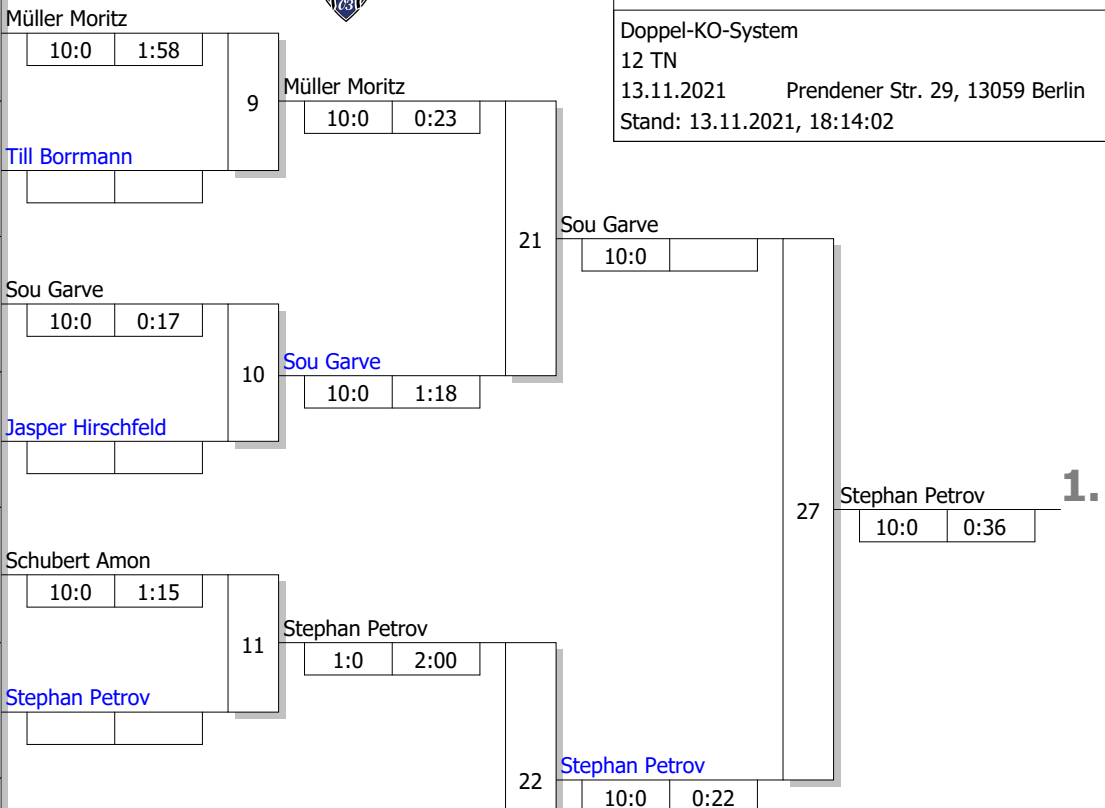 Doppel-KO-System
12 TN
13.11.2021 Prendener Str. 29, 13059 Berlin
Stand: 13.11.2021, 18:14:02
Müller Moritz
10:0 1:58
9
Till Borrmann
Müller Moritz
10:0 0:23
Sou Garve
10:0 0:17
10
Jasper Hirschfeld
Sou Garve
10:0 1:18
21
Sou Garve
10:0
Schubert Amon
10:0 1:15
11
Stephan Petrov
Stephan Petrov
1:0 2:00
22
Stephan Petrov
10:0 0:22
27
Stephan Petrov
10:0 0:36
1.